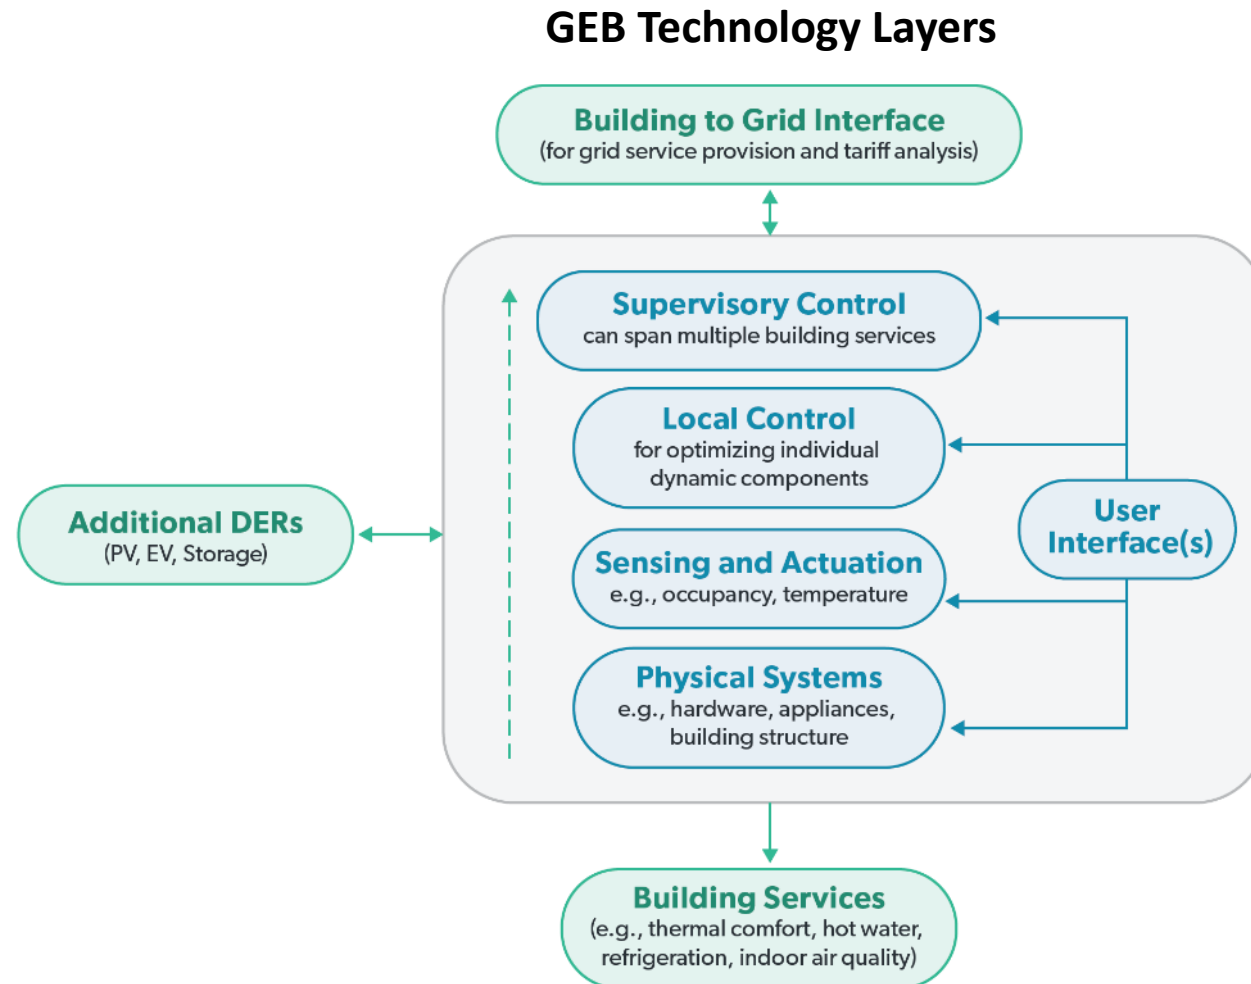 GEB Technology Layers
Building to Grid Interface
(for grid service provision and tariff analysis)
Supervisory Control
can span multiple building services
Local Control
for optimizing individual
dynamic components
Additional DERs
(PV, EV, Storage)
User
Interface(s)
Sensing and Actuation
e.g., occupancy, temperature
Physical Systems
e.g., hardware, appliances,
building structure
Building Services
(e.g., thermal comfort, hot water,
refrigeration, indoor air quality)